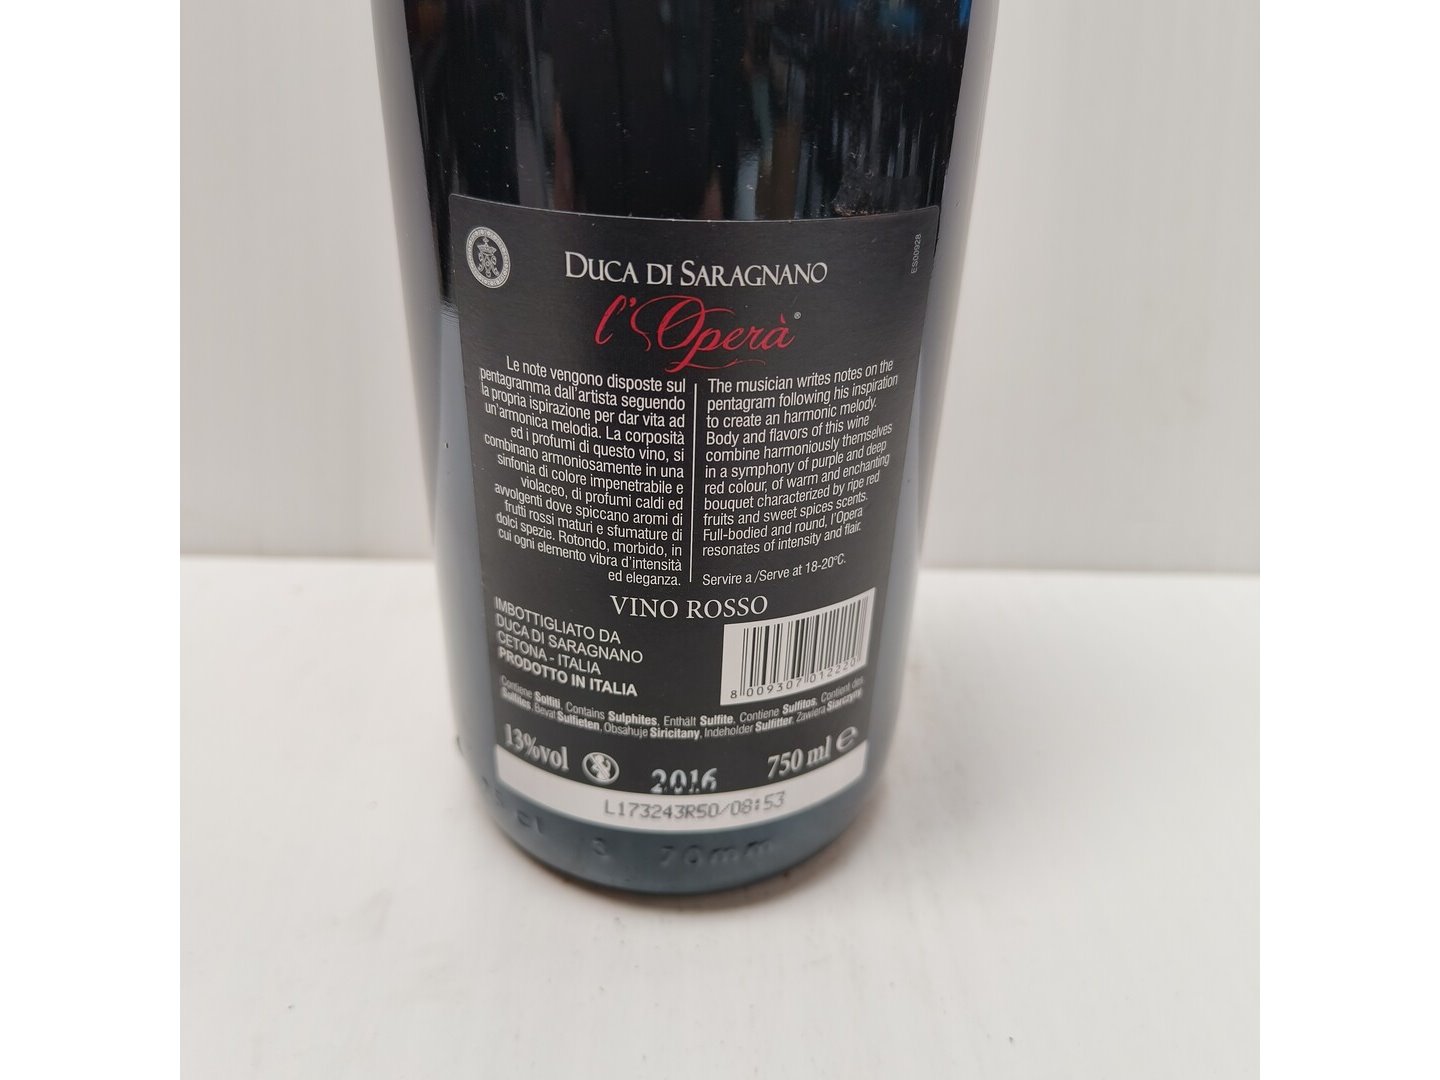 DUCA DI SARAGNANO
l'Operà®
ES00928
Le note vengono disposte sul
pentagramma dall'artista seguendo
la propria ispirazione per dar vita ad
un'armonica melodia. La corposità
ed i profumi di questo vino, si
combinano armoniosamente in una
sinfonia di colore impenetrabile e
violaceo, di profumi caldi ed
avvolgenti dove spiccano aromi di
frutti rossi maturi e sfumature di
dolci spezie. Rotondo, morbido, in
cui ogni elemento vibra d'intensità
ed eleganza.
The musician writes notes on the
pentagram following his inspiration
to create an harmonic melody.
Body and flavors of this wine
combine harmoniously themselves
in a symphony of purple and deep
red colour, of warm and enchanting
bouquet characterized by ripe red
fruits and sweet spices scents.
Full-bodied and round, l'Opera
resonates of intensity and flair.
Servire a /Serve at 18-20°C.
VINO ROSSO
IMBOTTIGLIATO DA
DUCA DI SARAGNANO
CETONA - ITALIA
PRODOTTO IN ITALIA
8 009307 012220
Contiene Solfiti, Contains Sulphites, Enthält Sulfite, Contiene Sulfitos, Contient des
Sulfites, Bevat Sulfieten, Obsahuje Siricitany, Indeholder Sulfitter, Zawiera Siarczyny.
13%vol
2016
750 ml e
L173243R50/08:53
70mm